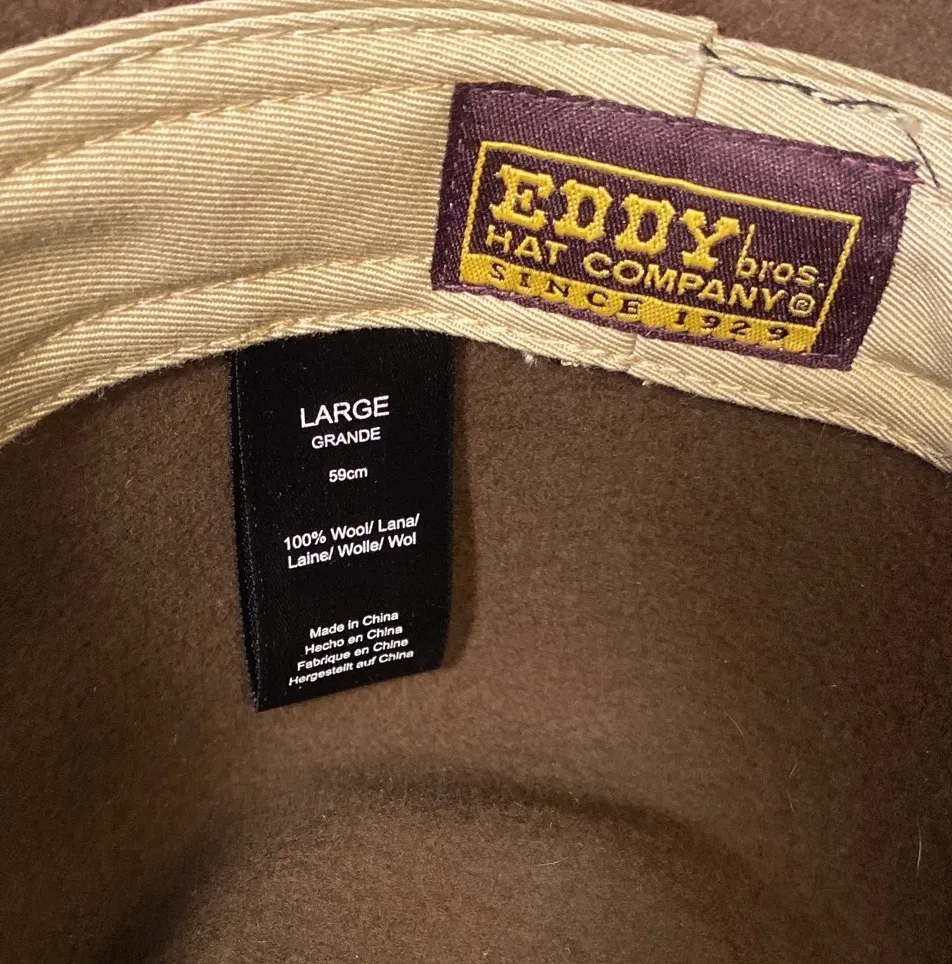 EDDY bros.
HAT COMPANY®
SINCE 1929
LARGE
GRANDE
59cm
100% Wool/ Lana/
Laine/ Wolle/ Wol
Made in China
Hecho en China
Fabrique en Chine
Hergestellt auf China